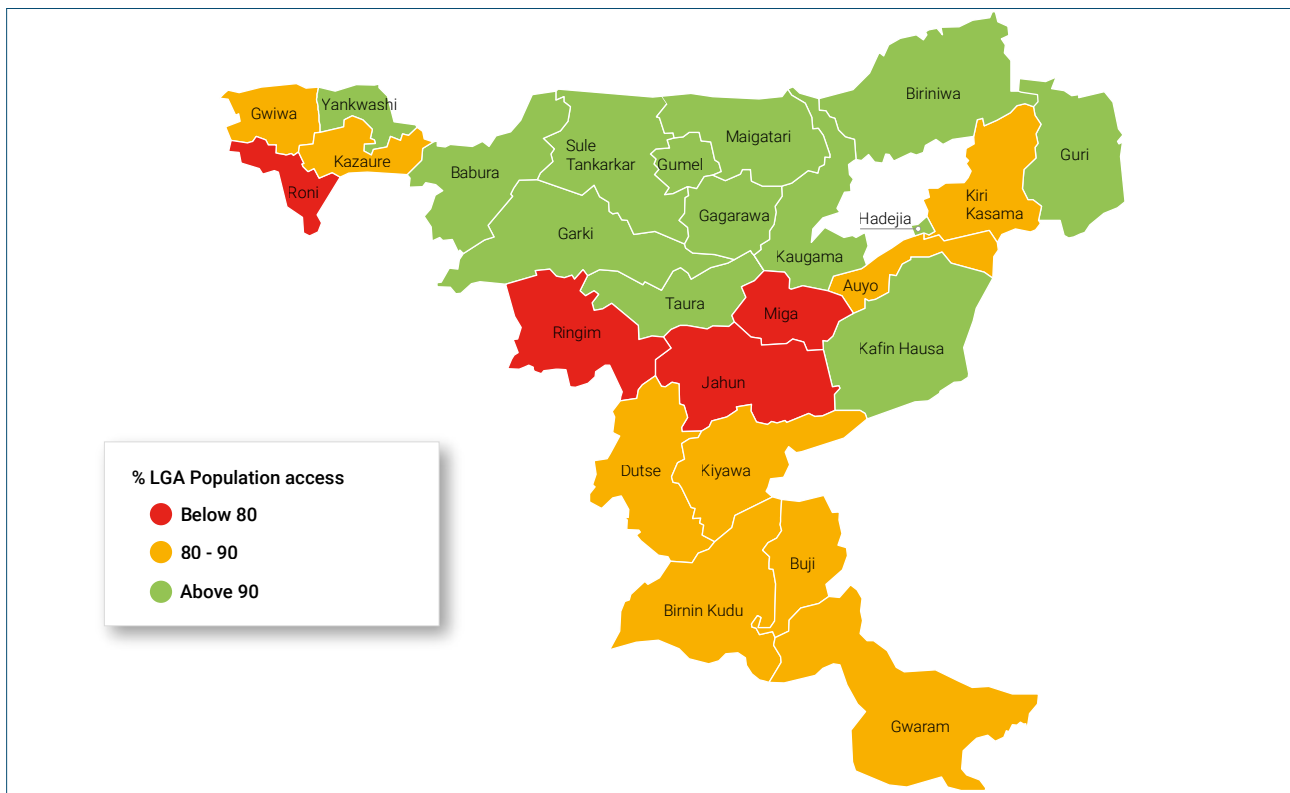 Biriniwa
Gwiwa
Yankwashi
Maigatari
Sule
Tankarkar
Gumel
Guri
Kazaure
Babura
Roni
Kiri
Kasama
Gagarawa
Hadejia
Garki
Kaugama
Auyo
Taura
Miga
Ringim
Kafin Hausa
Jahun
Dutse
Kiyawa
% LGA Population access
Below 80
80 - 90
Above 90
Buji
Birnin Kudu
Gwaram